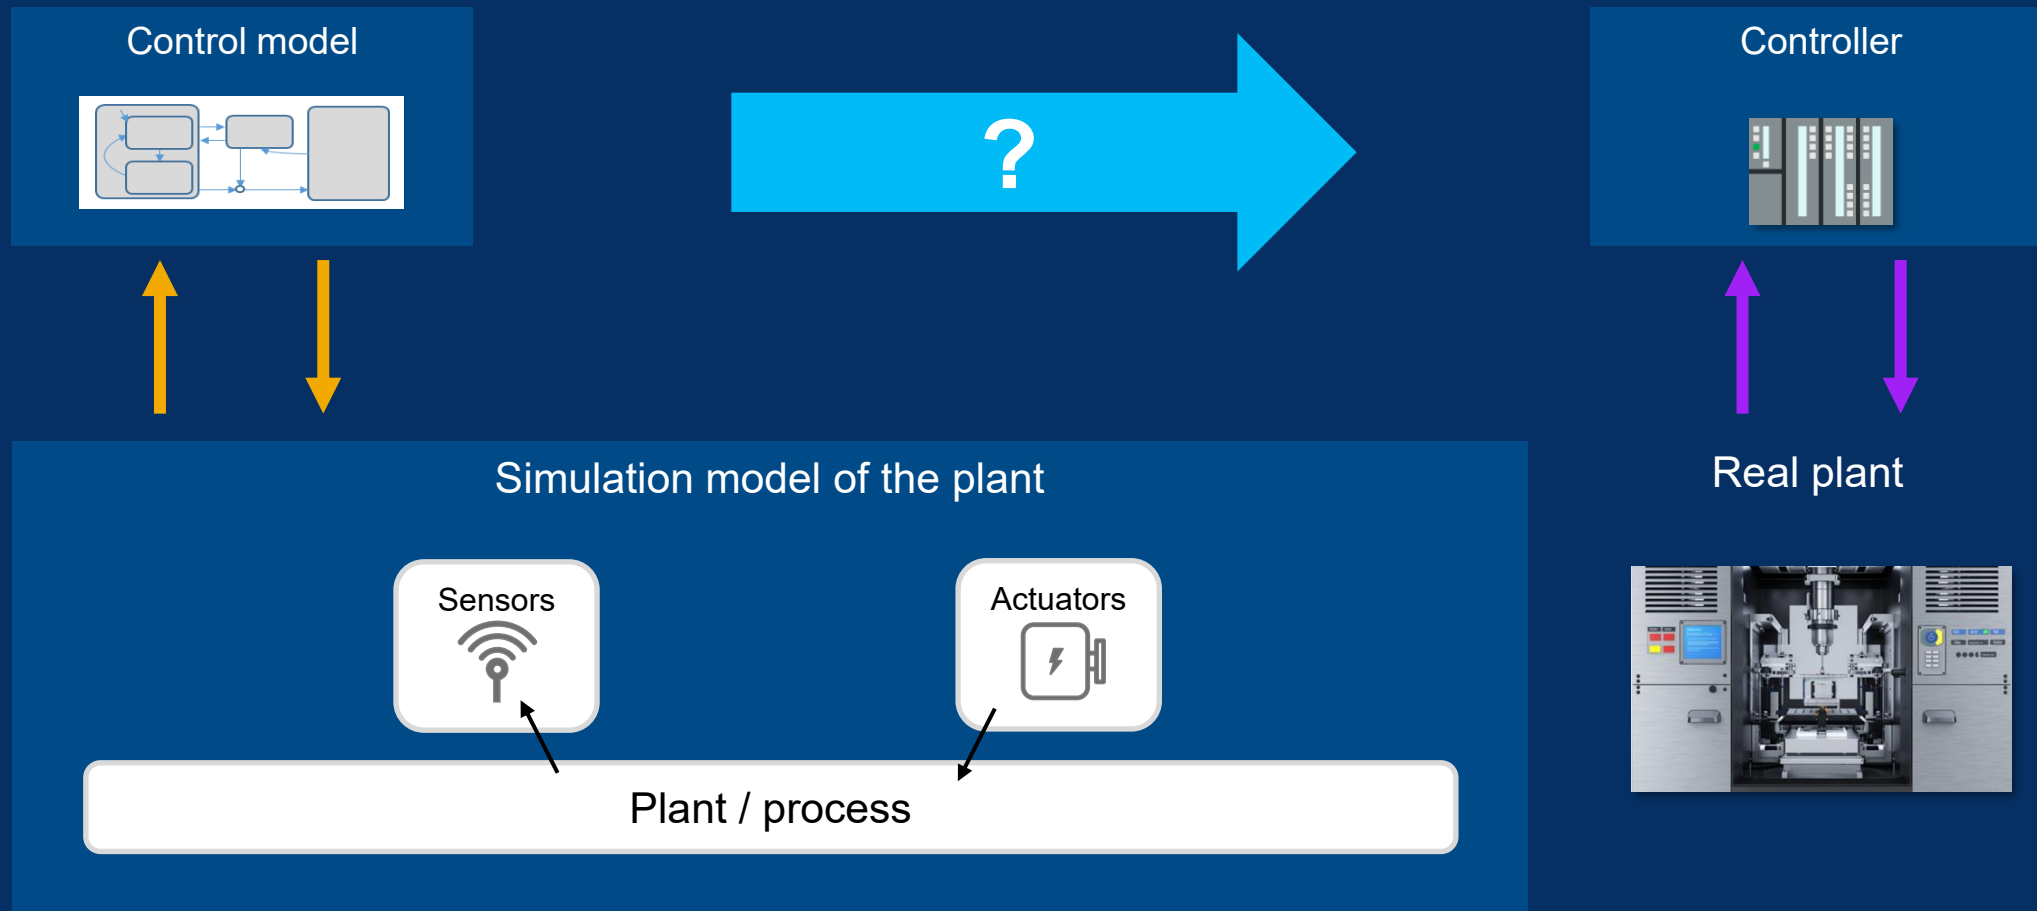 Control model
?
Controller
Simulation model of the plant
Real plant
Sensors
Actuators
Plant / process